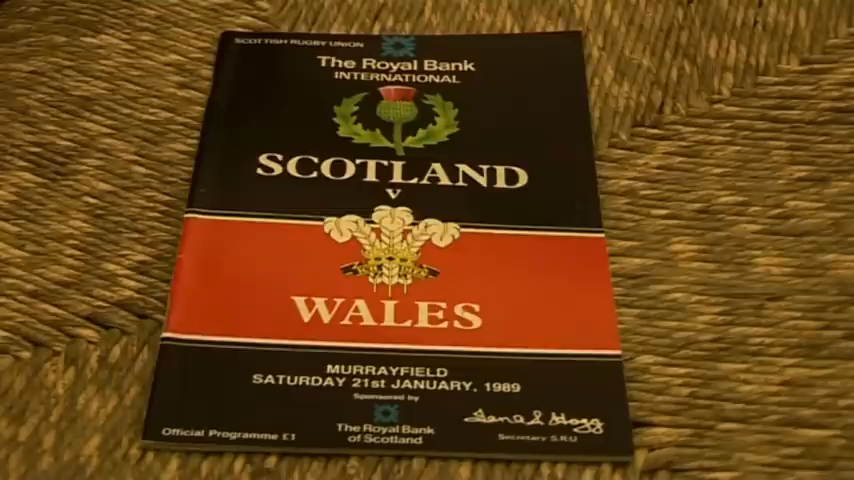 SCOTTISH RUGBY UNION
The Royal Bank
INTERNATIONAL
SCOTLAND
v
WALES
MURRAYFIELD
SATURDAY 21st JANUARY, 1989
Sponsored by
The Royal Bank
of Scotland
Official Programme £1
Secretary S.R.U